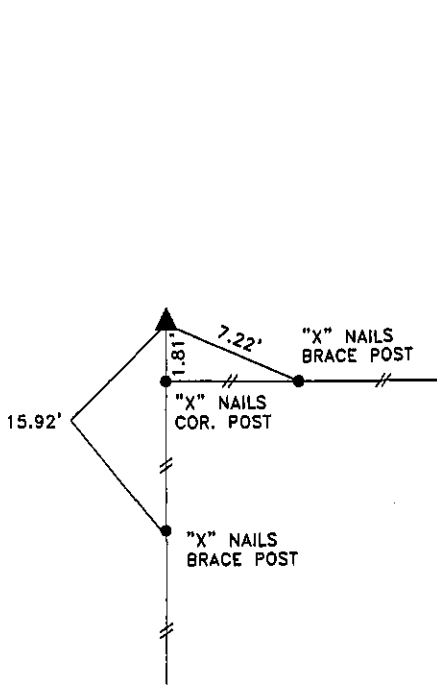 7.22'
1.81'
"X" NAILS
BRACE POST
"X" NAILS
COR. POST
15.92'
"X" NAILS
BRACE POST